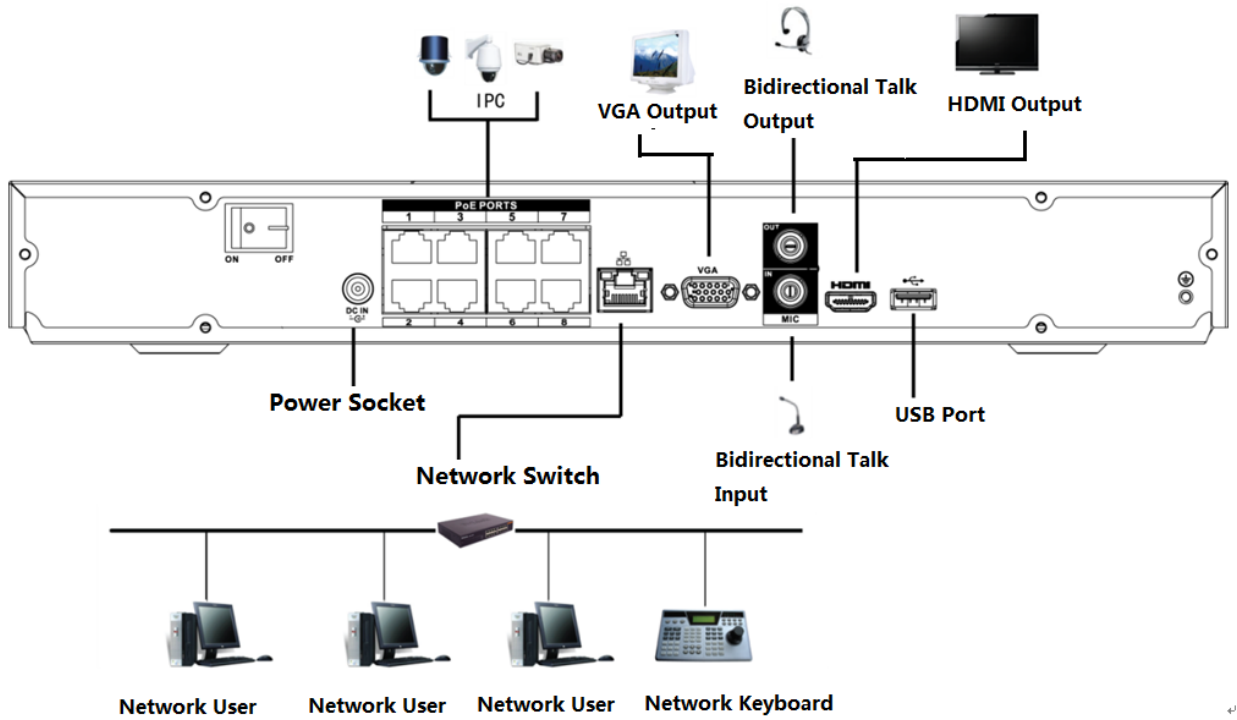 IPC
VGA Output
Bidirectional Talk
Output
HDMI Output
PoE PORTS
1 3 5 7
ON OFF
DC IN
2 4 6 8
VGA
OUT
IN
MIC
HDMI
Power Socket
Network Switch
Bidirectional Talk
Input
USB Port
Network User
Network User
Network User
Network Keyboard